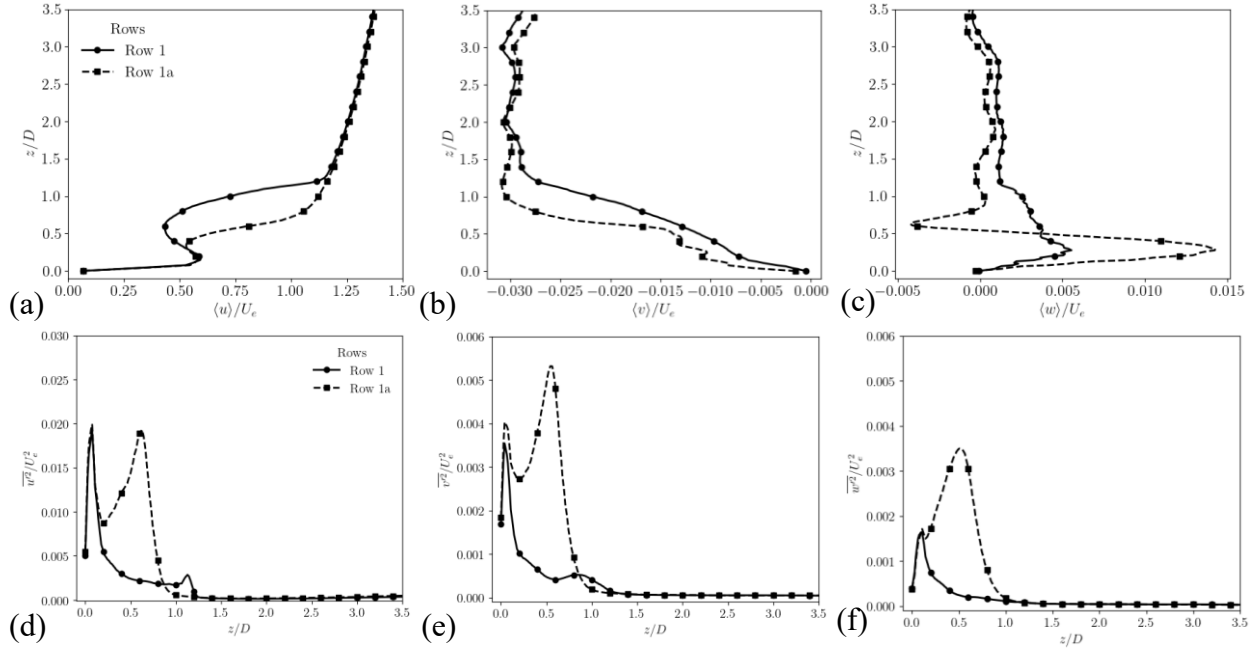 3.5
3.0
2.5
2.0
1.5
1.0
0.5
0.0
z/D
Rows
Row 1
Row 1a
0.00 0.25 0.50 0.75 1.00 1.25 1.50
⟨u⟩/U_e
(a)
3.5
3.0
2.5
2.0
1.5
1.0
0.5
0.0
z/D
−0.030 −0.025 −0.020 −0.015 −0.010 −0.005 0.000
⟨v⟩/U_e
(b)
3.5
3.0
2.5
2.0
1.5
1.0
0.5
0.0
z/D
−0.005 0.000 0.005 0.010 0.015
⟨w⟩/U_e
(c)
0.030
0.025
0.020
0.015
0.010
0.005
0.000
u′²/U_e²
Rows
Row 1
Row 1a
0.0 0.5 1.0 1.5 2.0 2.5 3.0 3.5
z/D
(d)
0.006
0.005
0.004
0.003
0.002
0.001
0.000
v′²/U_e²
0.0 0.5 1.0 1.5 2.0 2.5 3.0 3.5
z/D
(e)
0.006
0.005
0.004
0.003
0.002
0.001
0.000
w′²/U_e²
0.0 0.5 1.0 1.5 2.0 2.5 3.0 3.5
z/D
(f)